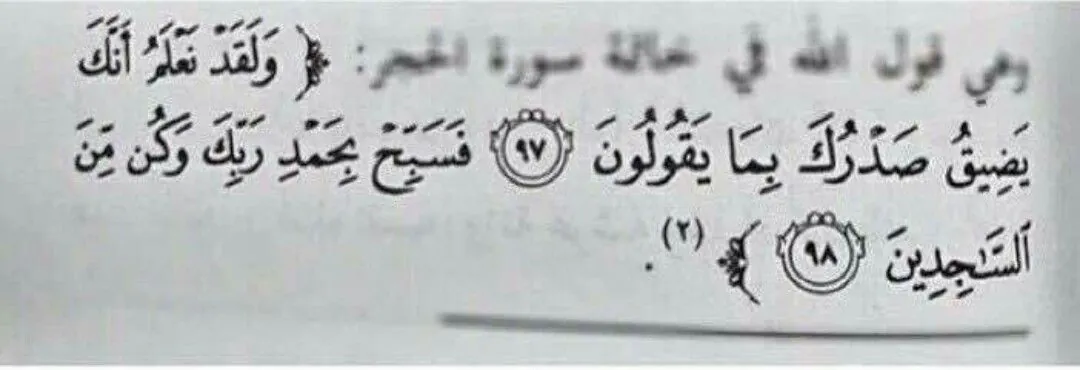 وهي قول الله في خاتمة سورة الحجر: ﴿ وَلَقَدْ نَعْلَمُ أَنَّكَ
يَضِيقُ صَدْرُكَ بِمَا يَقُولُونَ ٩٧ فَسَبِّحْ بِحَمْدِ رَبِّكَ وَكُن مِّنَ
ٱلسَّٰجِدِينَ ٩٨ ﴾ (٢).